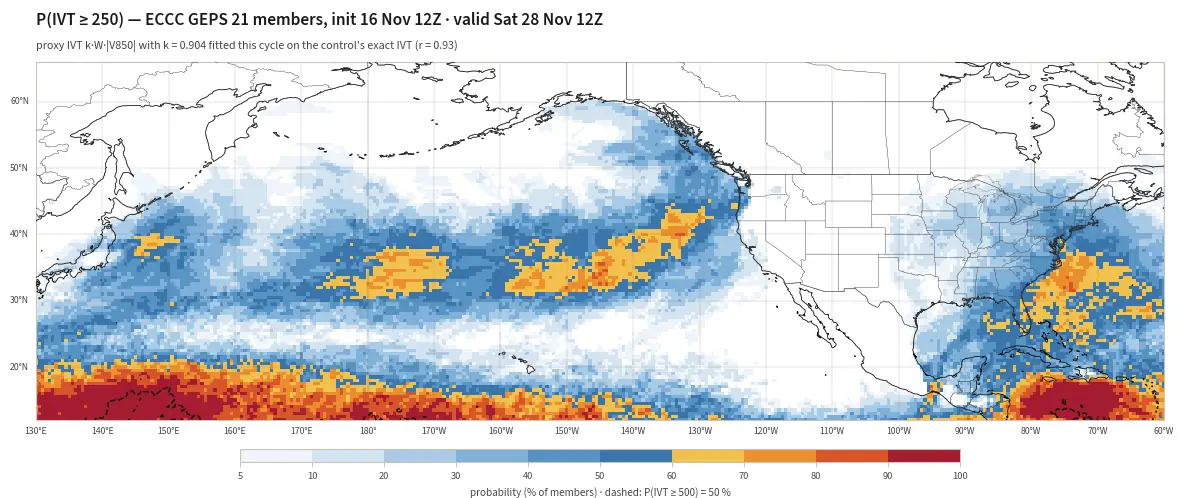 P(IVT ≥ 250) — ECCC GEPS 21 members, init 16 Nov 12Z · valid Sat 28 Nov 12Z
proxy IVT k·W·|V850| with k = 0.904 fitted this cycle on the control's exact IVT (r = 0.93)
60°N
50°N
40°N
30°N
20°N
130°E 140°E 150°E 160°E 170°E 180° 170°W 160°W 150°W 140°W 130°W 120°W 110°W 100°W 90°W 80°W 70°W 60°W
5 10 20 30 40 50 60 70 80 90 100
probability (% of members) · dashed: P(IVT ≥ 500) = 50 %